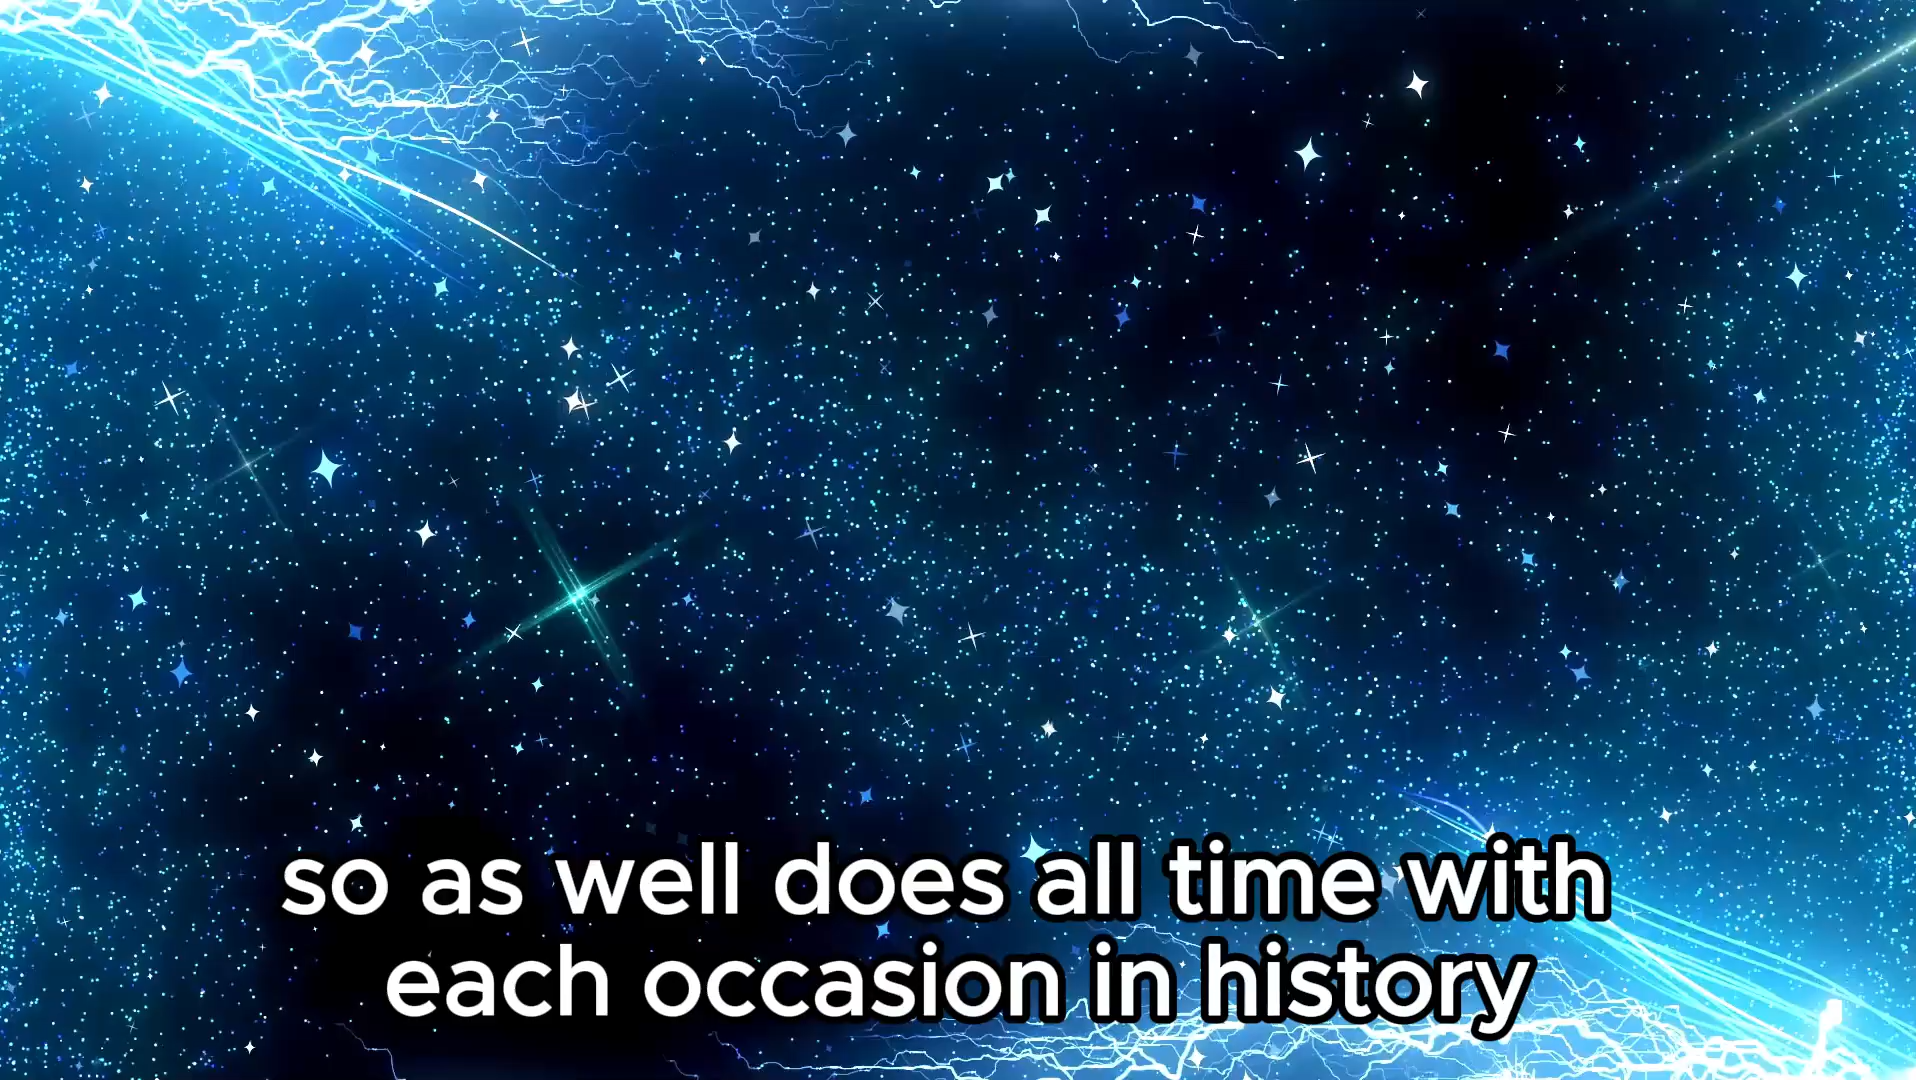 so as well does all time with
each occasion in history